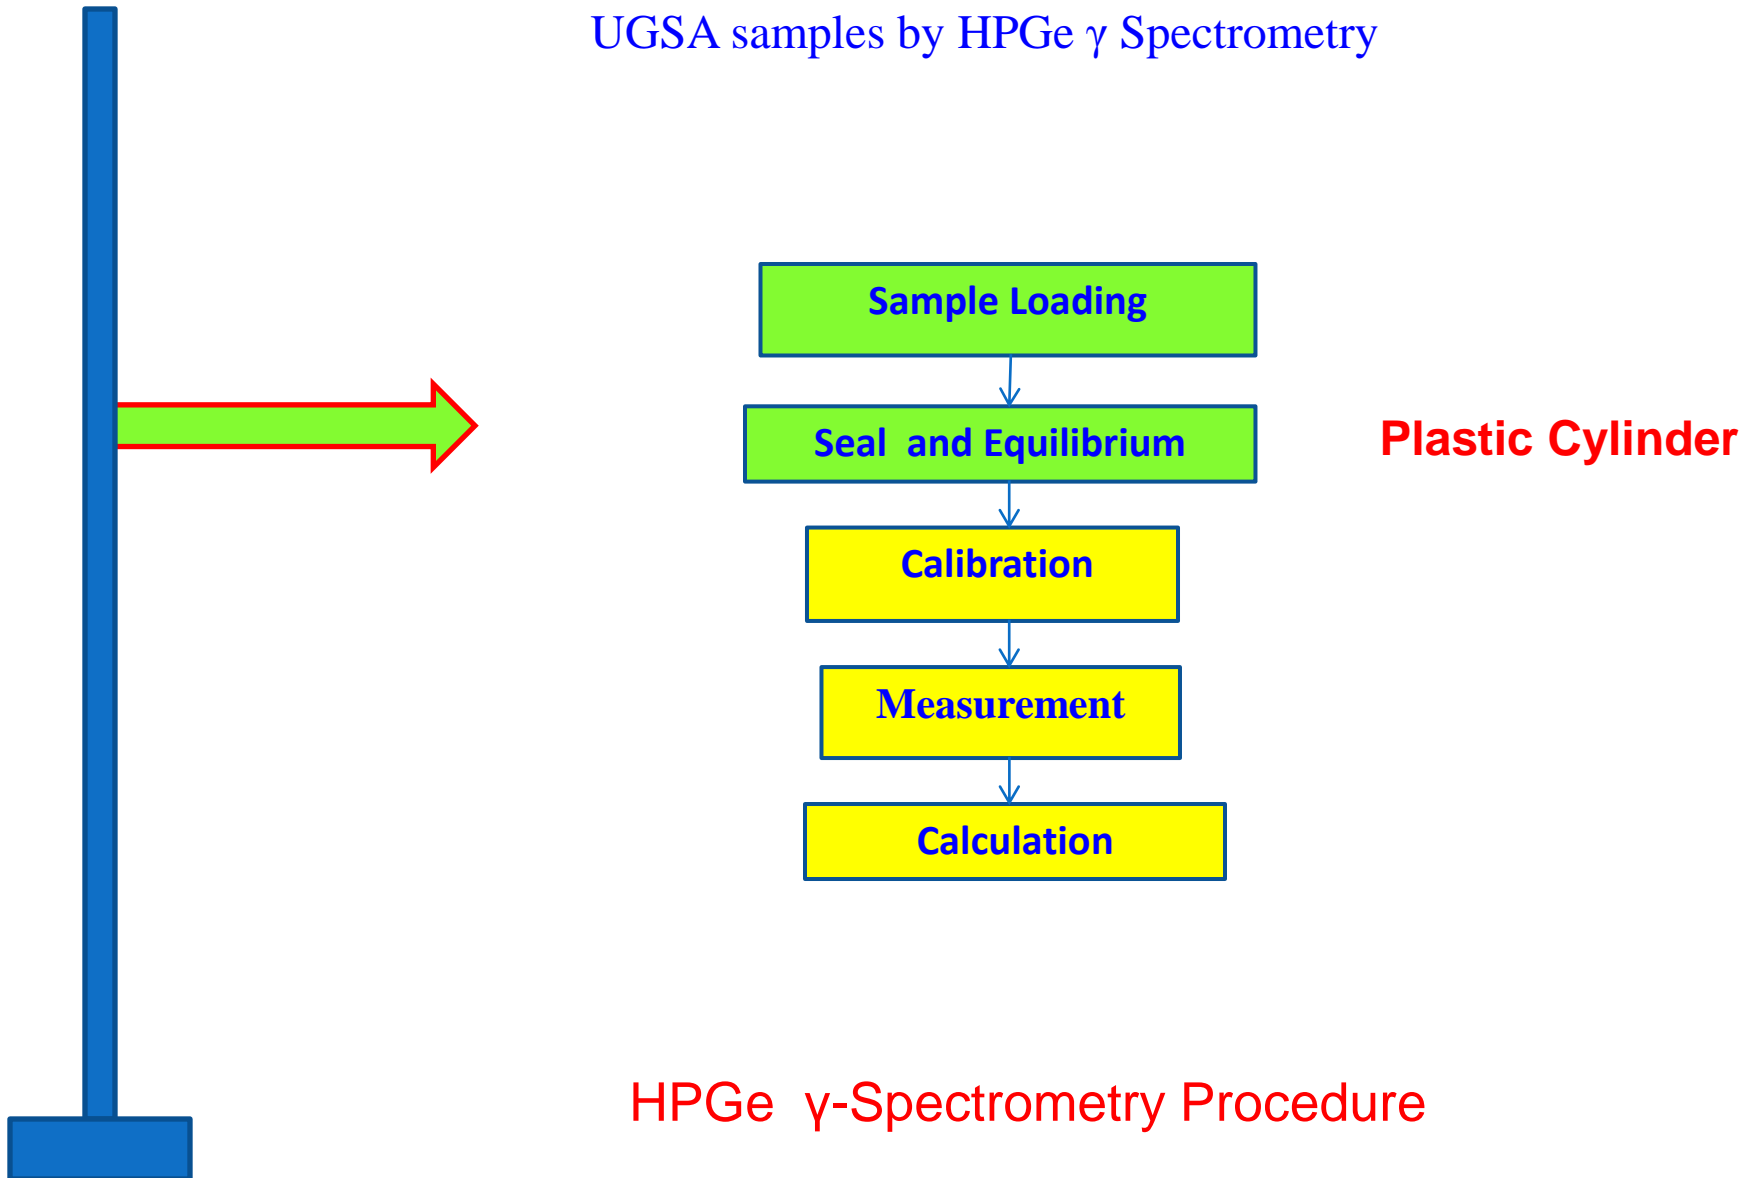 UGSA samples by HPGe γ Spectrometry
Sample Loading
Seal  and Equilibrium
Plastic Cylinder
Calibration
Measurement
Calculation
HPGe  γ-Spectrometry Procedure